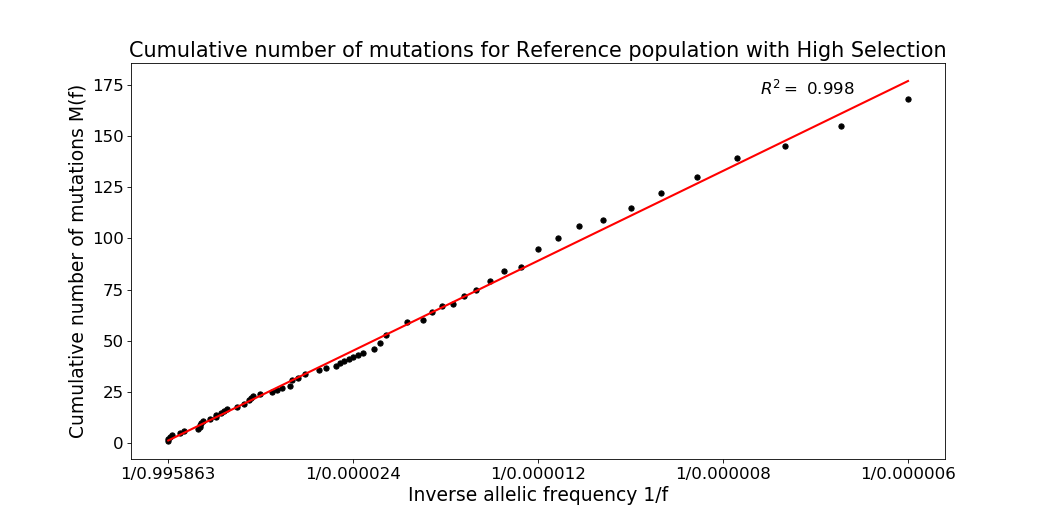 Cumulative number of mutations for Reference population with High Selection
R² = 0.998
Cumulative number of mutations M(f)
175
150
125
100
75
50
25
0
1/0.995863 1/0.000024 1/0.000012 1/0.000008 1/0.000006
Inverse allelic frequency 1/f